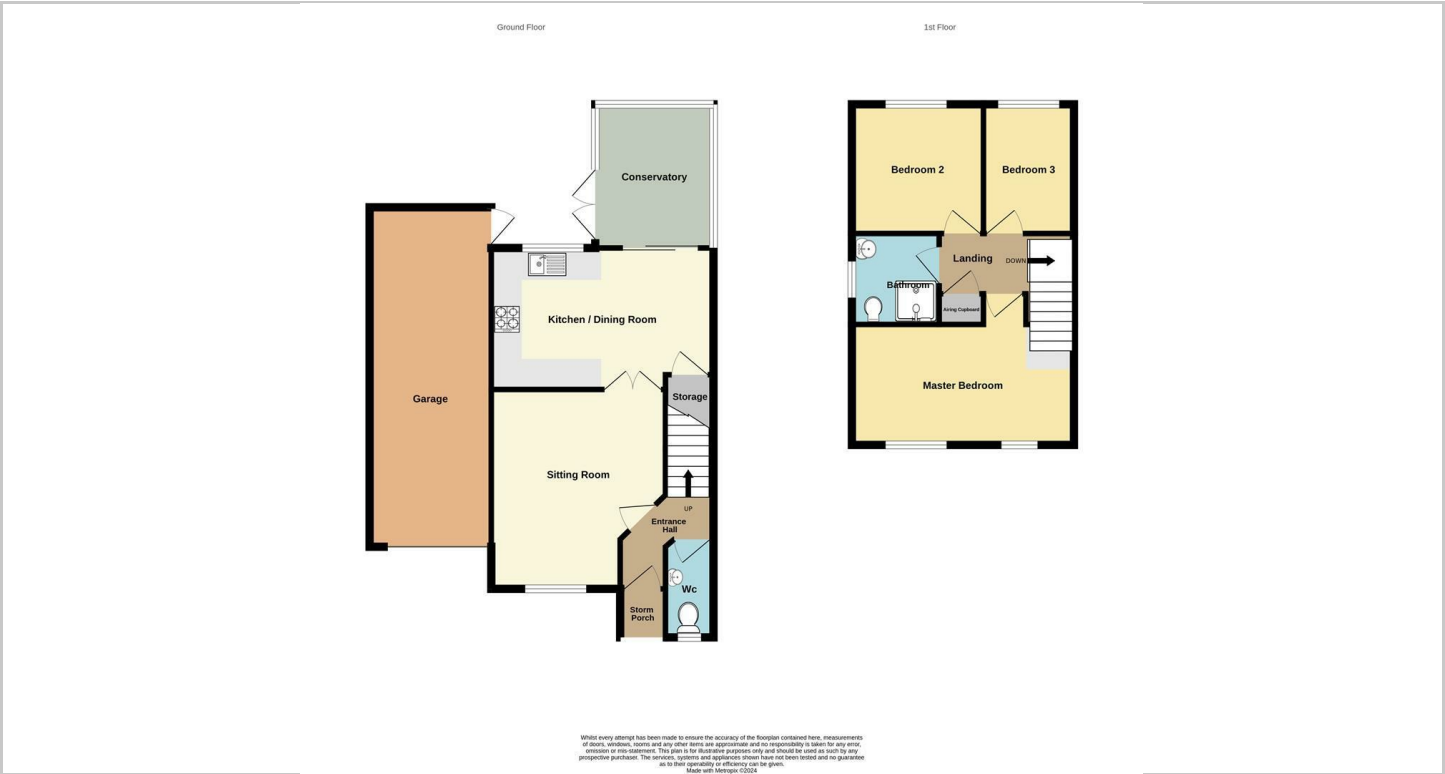 Ground Floor
1st Floor
Conservatory
Kitchen / Dining Room
Garage
Storage
Sitting Room
UP
Entrance
Hall
Wc
Storm
Porch
Bedroom 2
Bedroom 3
Landing
DOWN
Bathroom
Airing Cupboard
Master Bedroom
Whilst every attempt has been made to ensure the accuracy of the floorplan contained here, measurements
of doors, windows, rooms and any other items are approximate and no responsibility is taken for any error,
omission or mis-statement. This plan is for illustrative purposes only and should be used as such by any
prospective purchaser. The services, systems and appliances shown have not been tested and no guarantee
as to their operability or efficiency can be given.
Made with Metropix ©2024